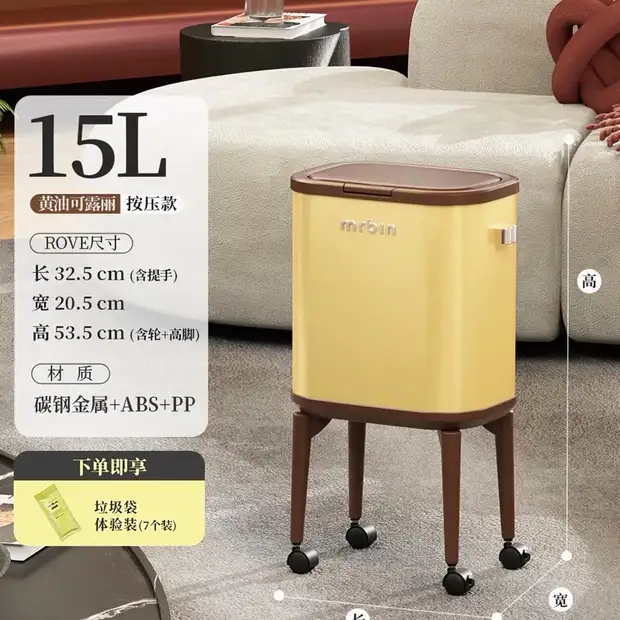 15L
黄油可露丽 按压款
ROVE尺寸
长 32.5 cm (含提手)
宽 20.5 cm
高 53.5 cm (含轮+高脚)
材 质
碳钢金属+ABS+PP
下单即享
垃圾袋
体验装(7个装)
mrbin
高
宽
长